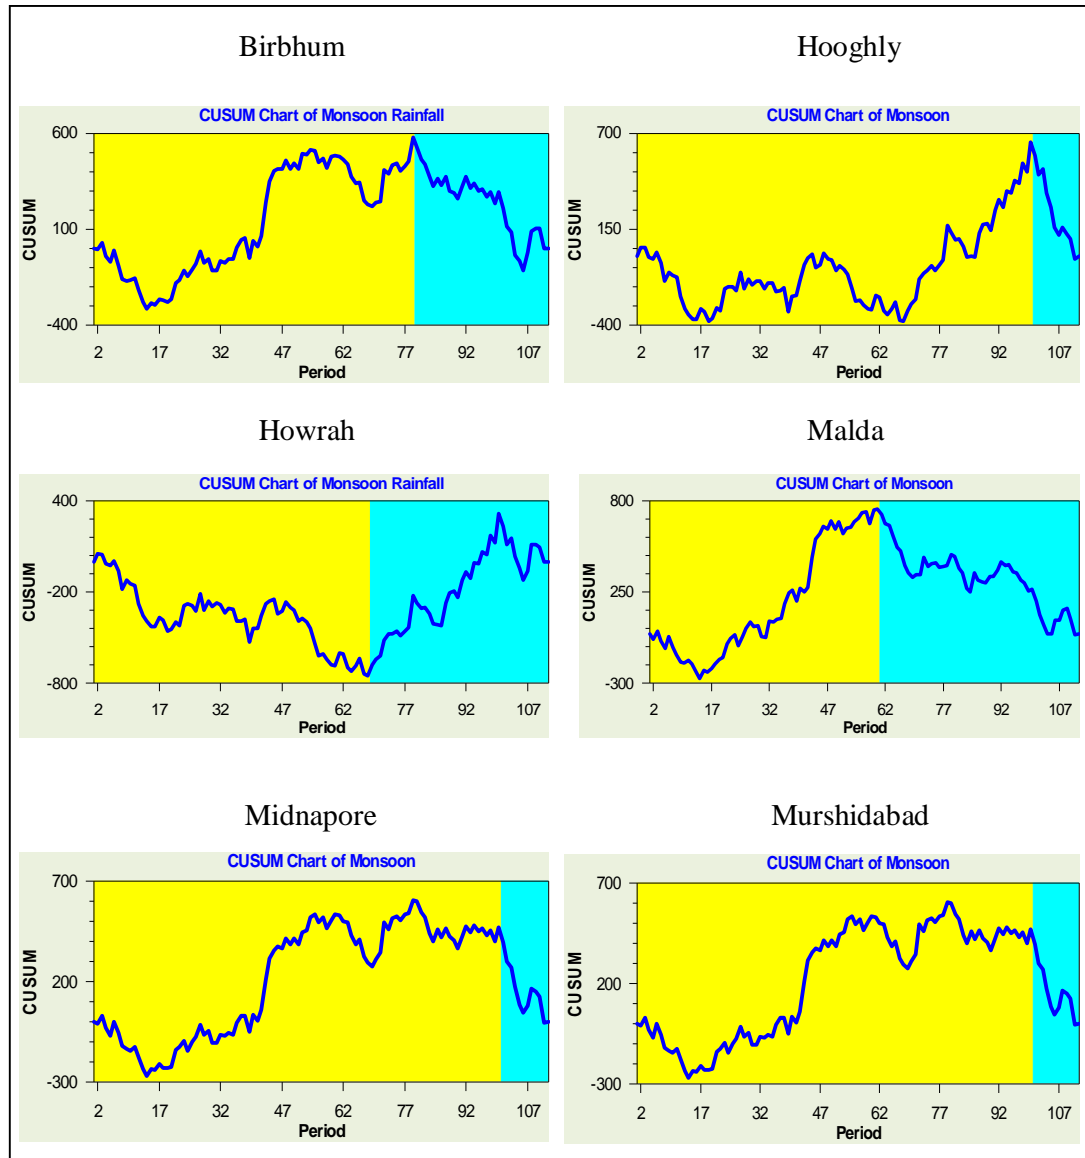 Birbhum
Hooghly
CUSUM Chart of Monsoon Rainfall
600
100
-400
CUSUM
2 17 32 47 62 77 92 107
Period
CUSUM Chart of Monsoon
700
150
-400
CUSUM
2 17 32 47 62 77 92 107
Period
Howrah
Malda
CUSUM Chart of Monsoon Rainfall
400
-200
-800
CUSUM
2 17 32 47 62 77 92 107
Period
CUSUM Chart of Monsoon
800
250
-300
CUSUM
2 17 32 47 62 77 92 107
Period
Midnapore
Murshidabad
CUSUM Chart of Monsoon
700
200
-300
CUSUM
2 17 32 47 62 77 92 107
Period
CUSUM Chart of Monsoon
700
200
-300
CUSUM
2 17 32 47 62 77 92 107
Period